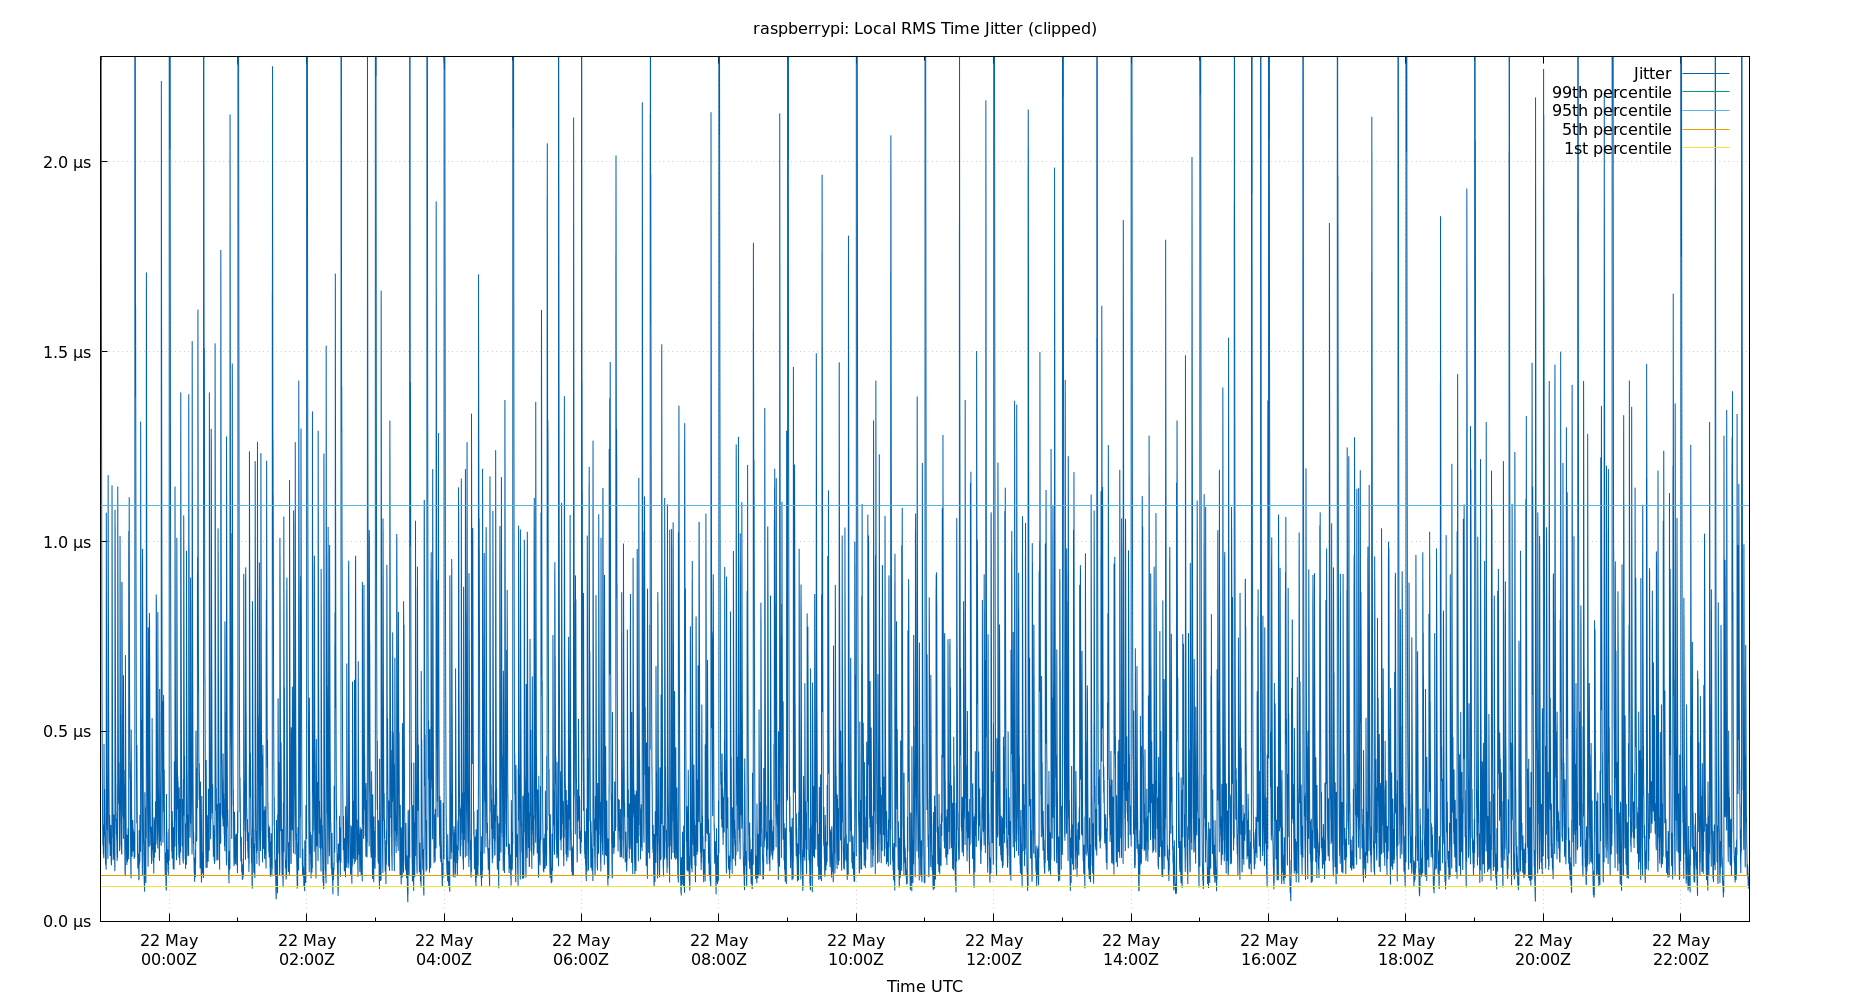 raspberrypi: Local RMS Time Jitter (clipped)
Jitter
99th percentile
95th percentile
5th percentile
1st percentile
2.0 µs
1.5 µs
1.0 µs
0.5 µs
0.0 µs
22 May 22 May 22 May 22 May 22 May 22 May 22 May 22 May 22 May 22 May 22 May 22 May
00:00Z 02:00Z 04:00Z 06:00Z 08:00Z 10:00Z 12:00Z 14:00Z 16:00Z 18:00Z 20:00Z 22:00Z
Time UTC